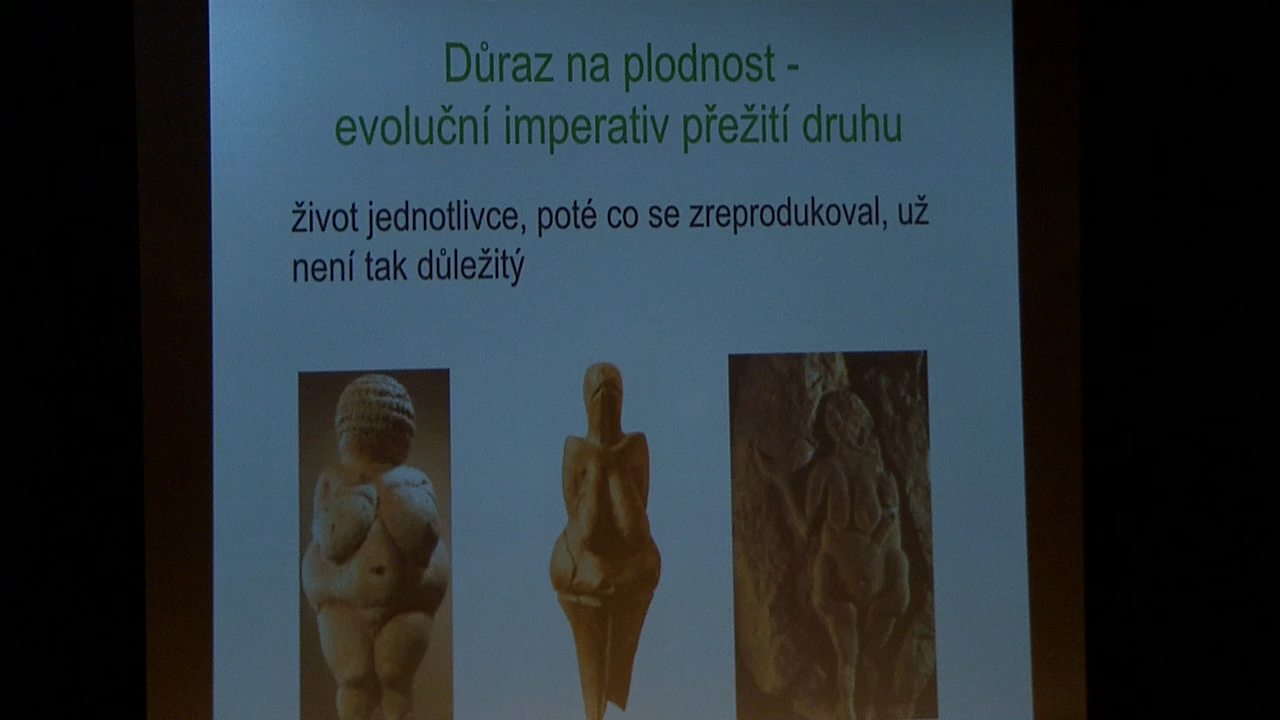 Důraz na plodnost -
evoluční imperativ přežití druhu
život jednotlivce, poté co se zreprodukoval, už
není tak důležitý